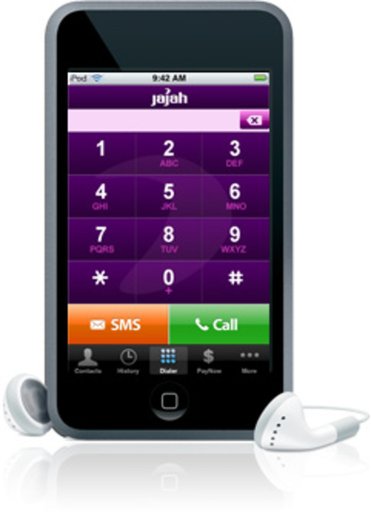 iPod 9:42 AM
jajah
1 2 3
ABC DEF
4 5 6
GHI JKL MNO
7 8 9
PQRS TUV WXYZ
* 0 #
+
SMS Call
Contacts History Dialer PayNow More